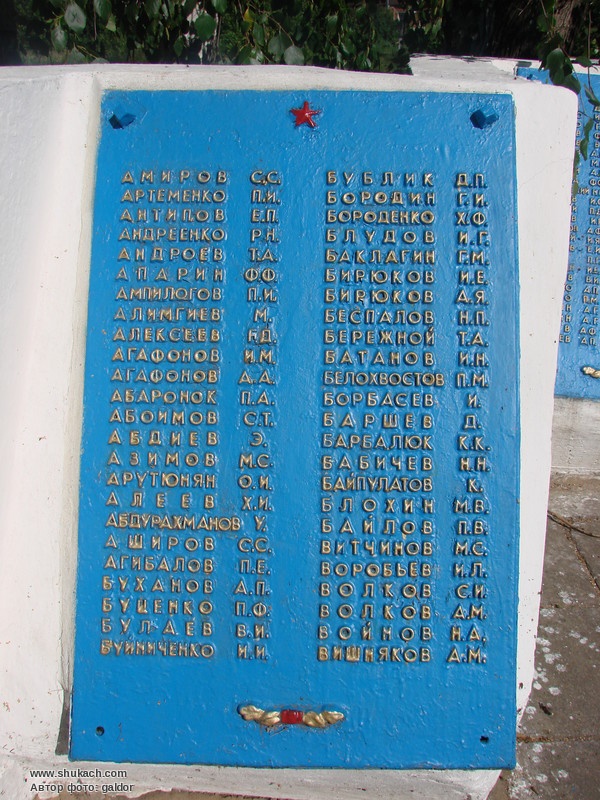 АМИРОВ С.С.
АРТЕМЕНКО П.И.
АНТИПОВ Е.П.
АНДРЕЕНКО Р.Н.
АНДРОЕВ Т.А.
АПАРИН Ф.Ф.
АМПИЛОГОВ П.И.
АЛИМГИЕВ М.
АЛЕКСЕЕВ Г.Д.
АГАФОНОВ И.М.
АГАФОНОВ А.А.
АБАРОНОК П.А.
АБОИМОВ С.Т.
АБДИЕВ Э.
АЗИМОВ М.С.
АРУТЮНЯН О.И.
АЛЕЕВ Х.И.
АБДУРАХМАНОВ У.
АШИРОВ С.С.
АГИБАЛОВ П.Е.
БУХАНОВ А.П.
БУЦЕНКО П.Ф.
БУЛАЕВ В.И.
БУЙНИЧЕНКО И.И.
БУБЛИК Д.П.
БОРОДИН Г.И.
БОРОДЕНКО Х.Ф.
БЛУДОВ И.Г.
БАКЛАГИН Г.М.
БИРЮКОВ И.Е.
БИРЮКОВ А.Я.
БЕСПАЛОВ Н.П.
БЕРЕЖНОЙ Т.А.
БАТАНОВ И.Н.
БЕЛОХВОСТОВ П.М.
БОРБАСЕВ И.
БАРШЕВ Д.
БАРБАЛЮК К.К.
БАБИЧЕВ Н.Н.
БАЙПУЛАТОВ К.
БЛОХИН М.В.
БАЙЛОВ П.В.
ВИТЧИНОВ М.С.
ВОРОБЬЕВ И.П.
ВОЛКОВ С.И.
ВОЛКОВ А.М.
ВОЙНОВ Н.А.
ВИШНЯКОВ А.М.
www.shukach.com
Автор фото: galdor